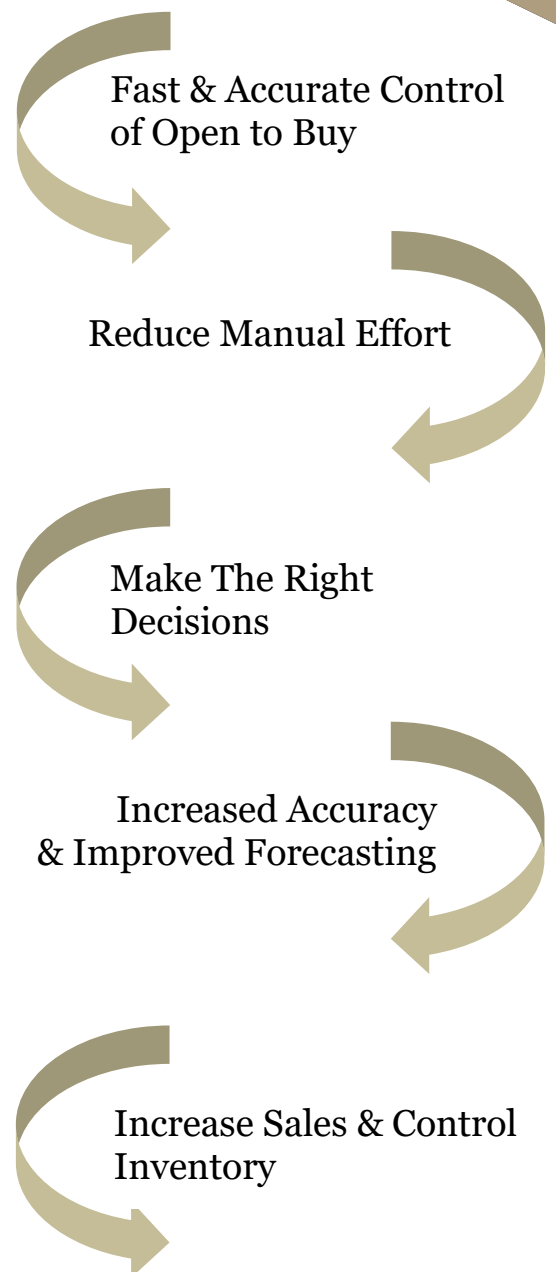 Fast & Accurate Control
of Open to Buy
Reduce Manual Effort
Make The Right
Decisions
Increased Accuracy
& Improved Forecasting
Increase Sales & Control
Inventory